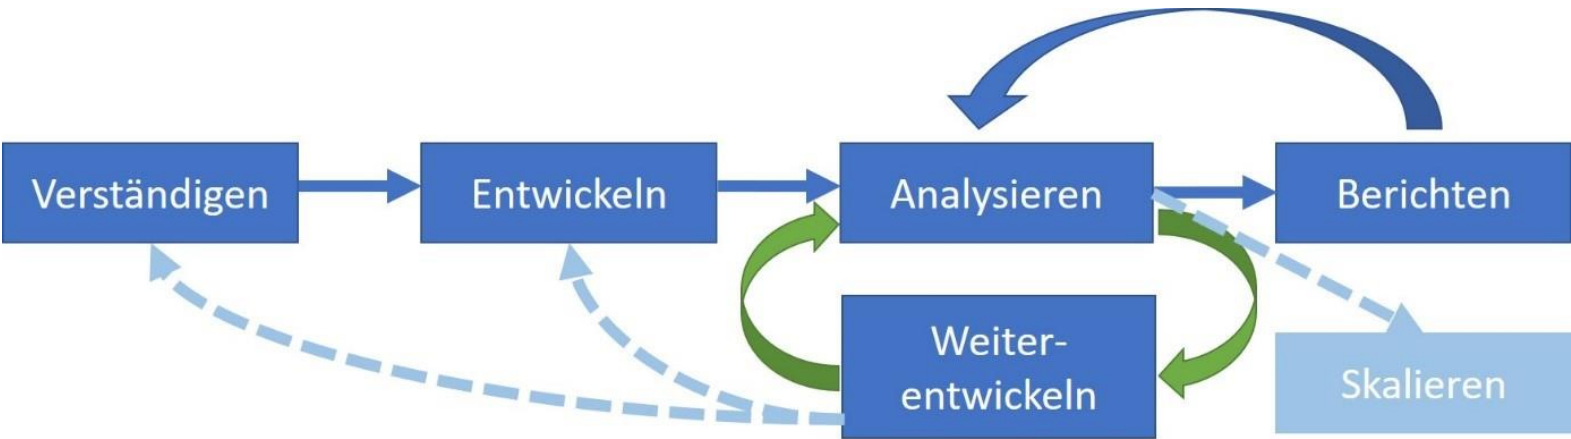 Verständigen
Entwickeln
Analysieren
Berichten
Weiter-
entwickeln
Skalieren